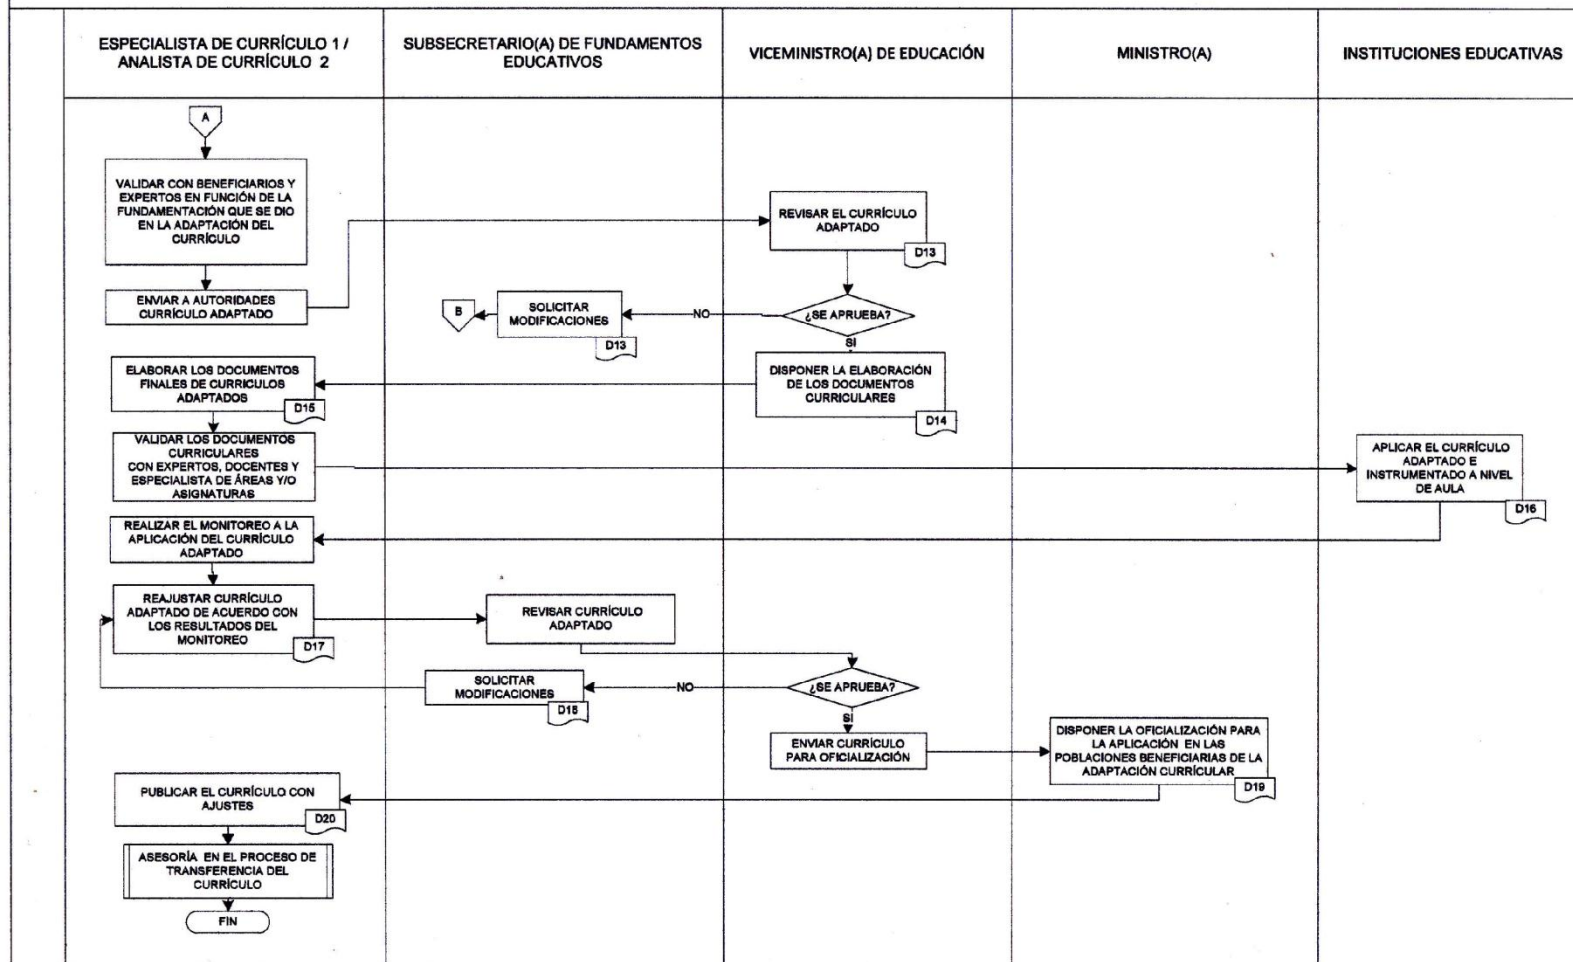 ESPECIALISTA DE CURRÍCULO 1 /
ANALISTA DE CURRÍCULO 2
SUBSECRETARIO(A) DE FUNDAMENTOS
EDUCATIVOS
VICEMINISTRO(A) DE EDUCACIÓN
MINISTRO(A)
INSTITUCIONES EDUCATIVAS
A
VALIDAR CON BENEFICIARIOS Y
EXPERTOS EN FUNCIÓN DE LA
FUNDAMENTACIÓN QUE SE DIO
EN LA ADAPTACIÓN DEL
CURRÍCULO
REVISAR EL CURRÍCULO
ADAPTADO
D13
ENVIAR A AUTORIDADES
CURRÍCULO ADAPTADO
B
SOLICITAR
MODIFICACIONES
D13
NO
¿SE APRUEBA?
SI
ELABORAR LOS DOCUMENTOS
FINALES DE CURRICULOS
ADAPTADOS
D15
DISPONER LA ELABORACIÓN
DE LOS DOCUMENTOS
CURRICULARES
D14
VALIDAR LOS DOCUMENTOS
CURRICULARES
CON EXPERTOS, DOCENTES Y
ESPECIALISTA DE ÁREAS Y/O
ASIGNATURAS
APLICAR EL CURRÍCULO
ADAPTADO E
INSTRUMENTADO A NIVEL
DE AULA
D16
REALIZAR EL MONITOREO A LA
APLICACIÓN DEL CURRÍCULO
ADAPTADO
REAJUSTAR CURRÍCULO
ADAPTADO DE ACUERDO CON
LOS RESULTADOS DEL
MONITOREO
D17
REVISAR CURRÍCULO
ADAPTADO
SOLICITAR
MODIFICACIONES
D18
NO
¿SE APRUEBA?
SI
ENVIAR CURRÍCULO
PARA OFICIALIZACIÓN
DISPONER LA OFICIALIZACIÓN PARA
LA APLICACIÓN EN LAS
POBLACIONES BENEFICIARIAS DE LA
ADAPTACIÓN CURRÍCULAR
D19
PUBLICAR EL CURRÍCULO CON
AJUSTES
D20
ASESORÍA EN EL PROCESO DE
TRANSFERENCIA DEL
CURRÍCULO
FIN